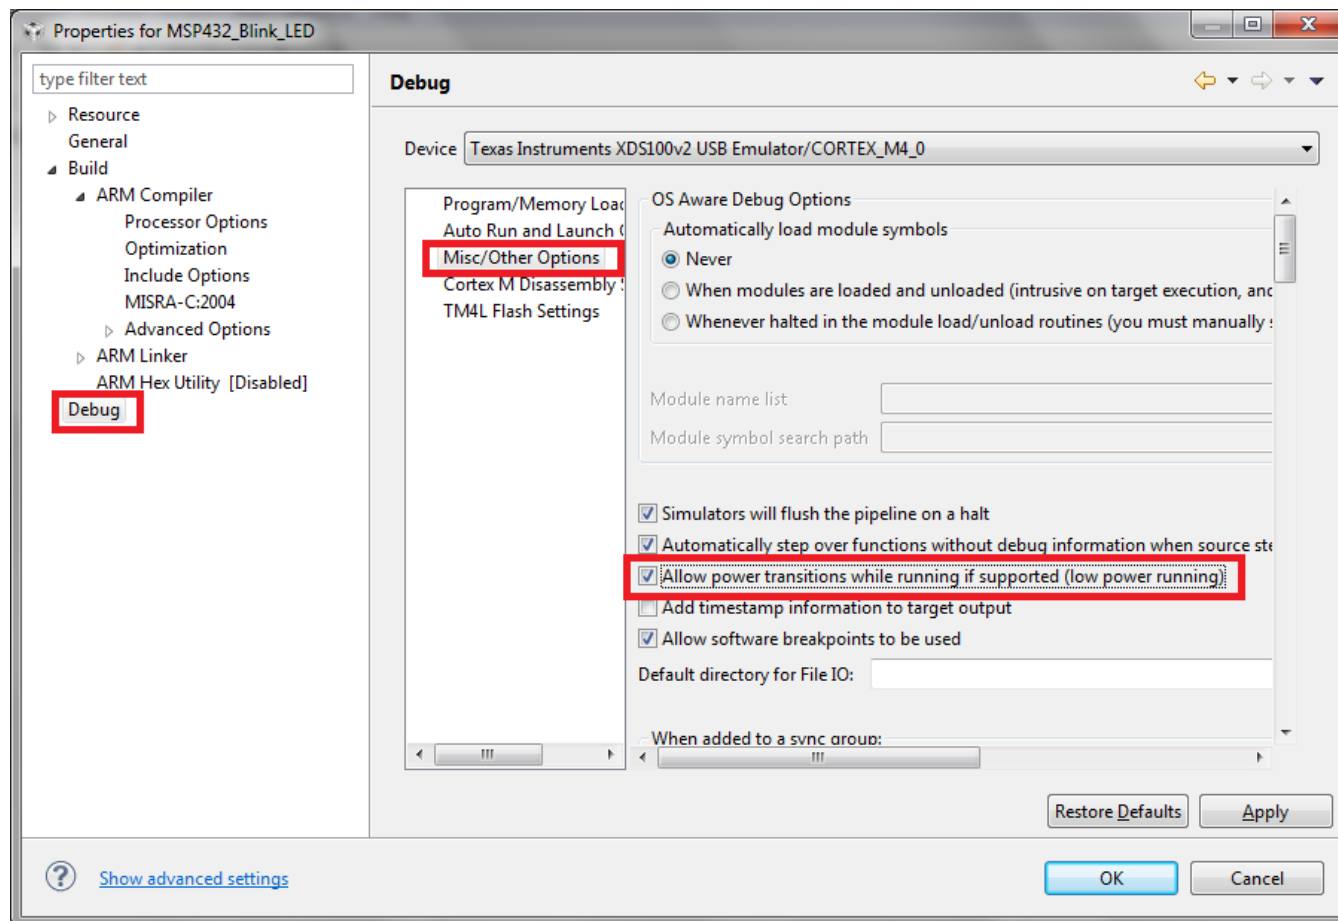 Properties for MSP432_Blink_LED
type filter text
Resource
General
Build
ARM Compiler
Processor Options
Optimization
Include Options
MISRA-C:2004
Advanced Options
ARM Linker
ARM Hex Utility [Disabled]
Debug
Debug
Device Texas Instruments XDS100v2 USB Emulator/CORTEX_M4_0
Program/Memory Load
Auto Run and Launch
Misc/Other Options
Cortex M Disassembly
TM4L Flash Settings
OS Aware Debug Options
Automatically load module symbols
Never
When modules are loaded and unloaded (intrusive on target execution, and
Whenever halted in the module load/unload routines (you must manually
Module name list
Module symbol search path
Simulators will flush the pipeline on a halt
Automatically step over functions without debug information when source ste
Allow power transitions while running if supported (low power running)
Add timestamp information to target output
Allow software breakpoints to be used
Default directory for File IO:
When added to a sync group:
Restore Defaults Apply
Show advanced settings
OK Cancel